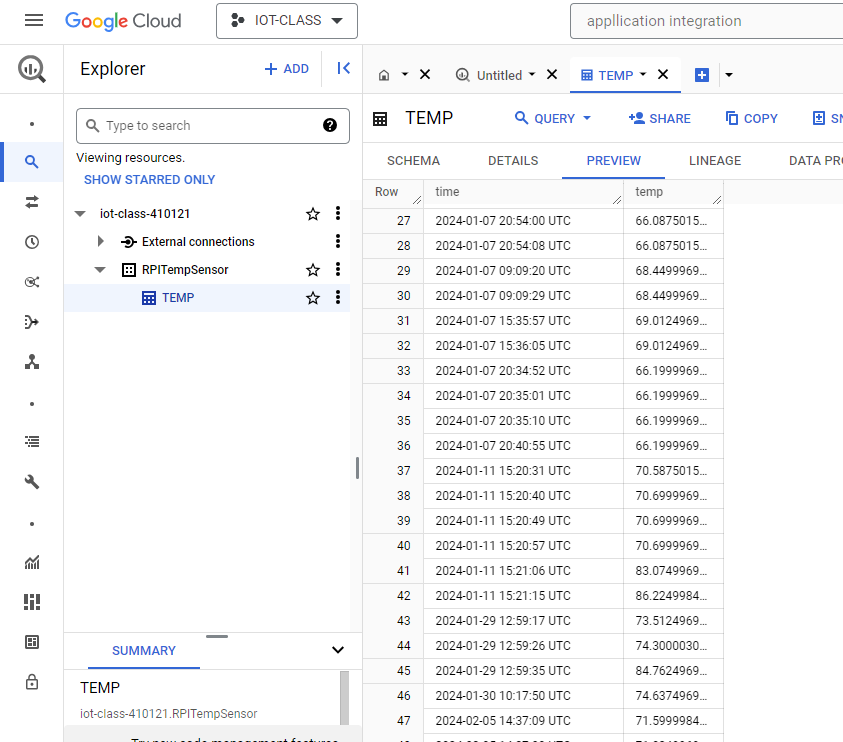 Google Cloud
IOT-CLASS
appllication integration
Explorer
+ ADD
Untitled
TEMP
Type to search
Viewing resources.
SHOW STARRED ONLY
iot-class-410121
External connections
RPITempSensor
TEMP
TEMP
QUERY
SHARE
COPY
SN
SCHEMA
DETAILS
PREVIEW
LINEAGE
DATA PRO
Row time temp
27 2024-01-07 20:54:00 UTC 66.0875015...
28 2024-01-07 20:54:08 UTC 66.0875015...
29 2024-01-07 09:09:20 UTC 68.4499969...
30 2024-01-07 09:09:29 UTC 68.4499969...
31 2024-01-07 15:35:57 UTC 69.0124969...
32 2024-01-07 15:36:05 UTC 69.0124969...
33 2024-01-07 20:34:52 UTC 66.1999969...
34 2024-01-07 20:35:01 UTC 66.1999969...
35 2024-01-07 20:35:10 UTC 66.1999969...
36 2024-01-07 20:40:55 UTC 66.1999969...
37 2024-01-11 15:20:31 UTC 70.5875015...
38 2024-01-11 15:20:40 UTC 70.6999969...
39 2024-01-11 15:20:49 UTC 70.6999969...
40 2024-01-11 15:20:57 UTC 70.6999969...
41 2024-01-11 15:21:06 UTC 83.0749969...
42 2024-01-11 15:21:15 UTC 86.2249984...
43 2024-01-29 12:59:17 UTC 73.5124969...
44 2024-01-29 12:59:26 UTC 74.3000030...
45 2024-01-29 12:59:35 UTC 84.7624969...
46 2024-01-30 10:17:50 UTC 74.6374969...
47 2024-02-05 14:37:09 UTC 71.5999984...
SUMMARY
TEMP
iot-class-410121.RPITempSensor
Try new code management features